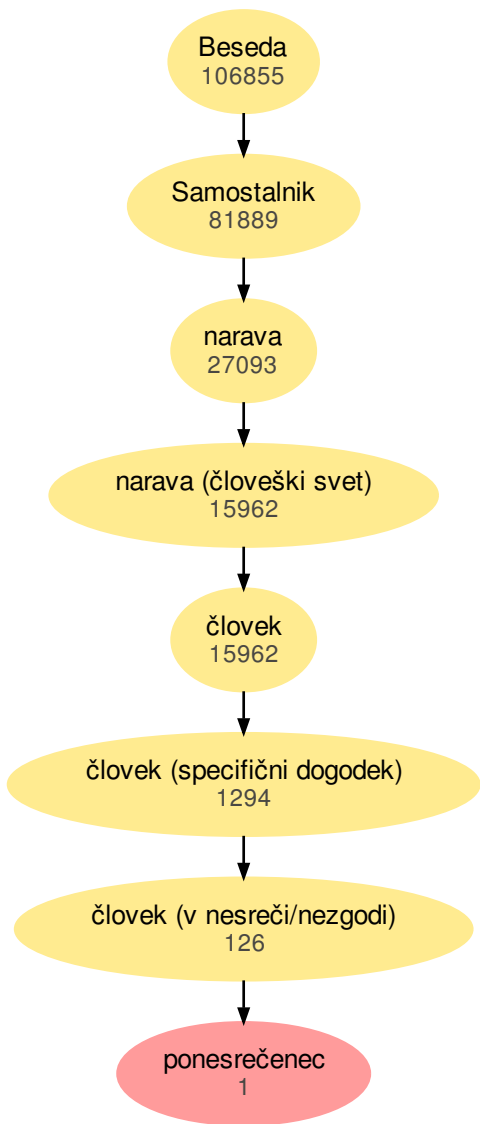 Beseda
106855
Samostalnik
81889
narava
27093
narava (človeški svet)
15962
človek
15962
človek (specifični dogodek)
1294
človek (v nesreči/nezgodi)
126
ponesrečenec
1